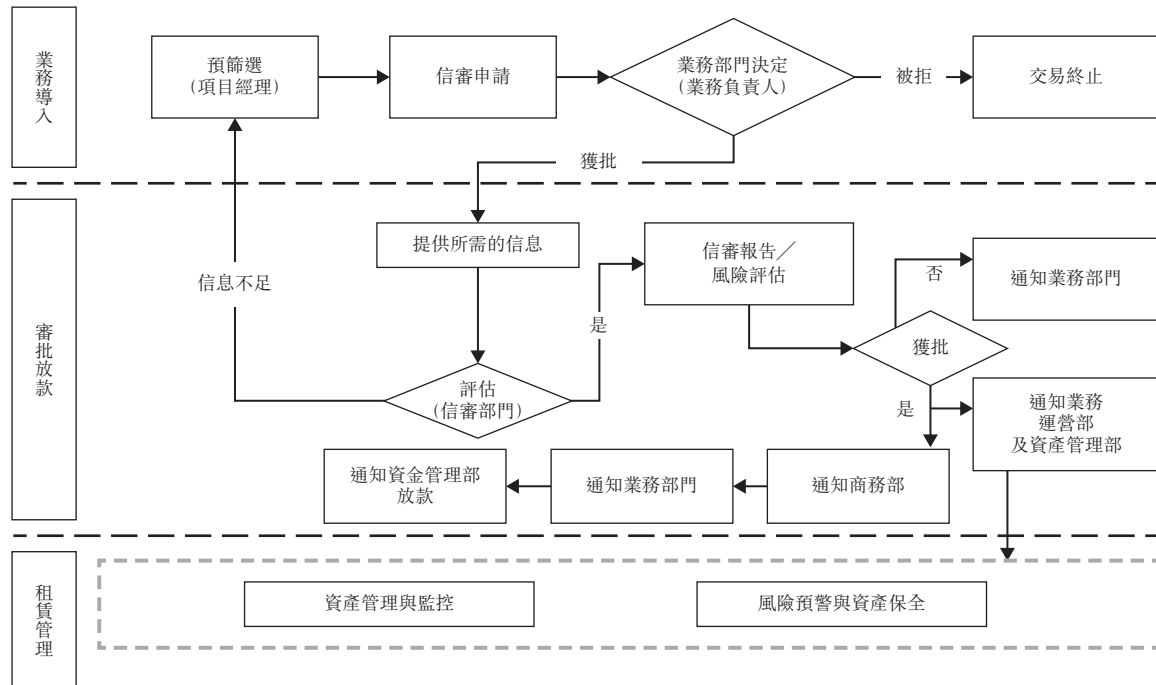 業務導入
預篩選
(項目經理)
信審申請
業務部門決定
(業務負責人)
被拒
交易終止
獲批
審批放款
提供所需的信息
信息不足
評估
(信審部門)
是
信審報告／
風險評估
獲批
否
通知業務部門
是
通知業務
運營部
及資產管理部
通知商務部
通知業務部門
通知資金管理部
放款
租賃管理
資產管理與監控
風險預警與資產保全